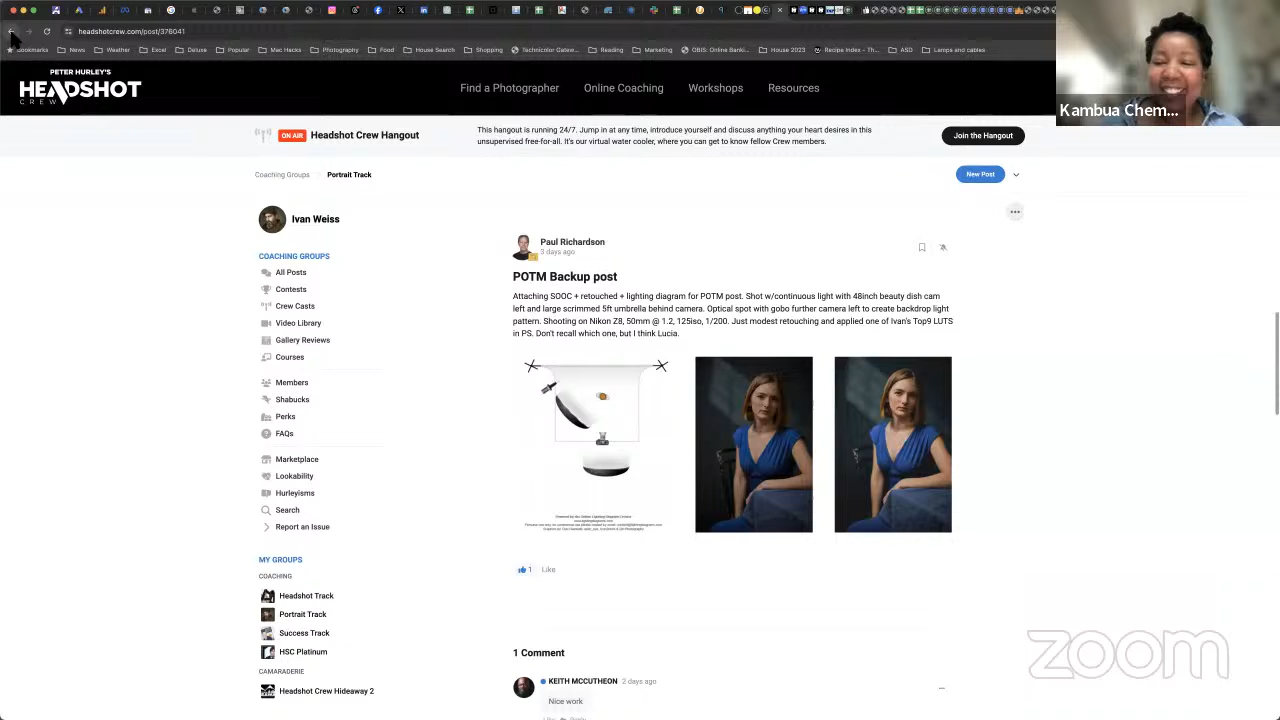 headshotcrew.com/post/376041
Bookmarks News Weather Excel Deluxe Popular Mac Hacks Photography Food House Search Shopping Technicolor Gatew... Reading Marketing OBIS: Online Banki... House 2023 Recipe Index - Th... ASD Lamps and cables
PETER HURLEY'S
HEADSHOT
CREW
Find a Photographer Online Coaching Workshops Resources
Kambua Chem...
ON AIR Headshot Crew Hangout
This hangout is running 24/7. Jump in at any time, introduce yourself and discuss anything your heart desires in this
unsupervised free-for-all. It's our virtual water cooler, where you can get to know fellow Crew members.
Join the Hangout
Coaching Groups Portrait Track
New Post
Ivan Weiss
COACHING GROUPS
All Posts
Contests
Crew Casts
Video Library
Gallery Reviews
Courses
Members
Shabucks
Perks
FAQs
Marketplace
Lookability
Hurleyisms
Search
Report an Issue
MY GROUPS
COACHING
Headshot Track
Portrait Track
Success Track
HSC Platinum
CAMARADERIE
Headshot Crew Hideaway 2
Paul Richardson
3 days ago
POTM Backup post
Attaching SOOC + retouched + lighting diagram for POTM post. Shot w/continuous light with 48inch beauty dish cam
left and large scrimmed 5ft umbrella behind camera. Optical spot with gobo further camera left to create backdrop light
pattern. Shooting on Nikon Z8, 50mm @ 1.2, 125iso, 1/200. Just modest retouching and applied one of Ivan's Top9 LUTS
in PS. Don't recall which one, but I think Lucia.
1 Like
1 Comment
KEITH MCCUTHEON 2 days ago
Nice work
zoom